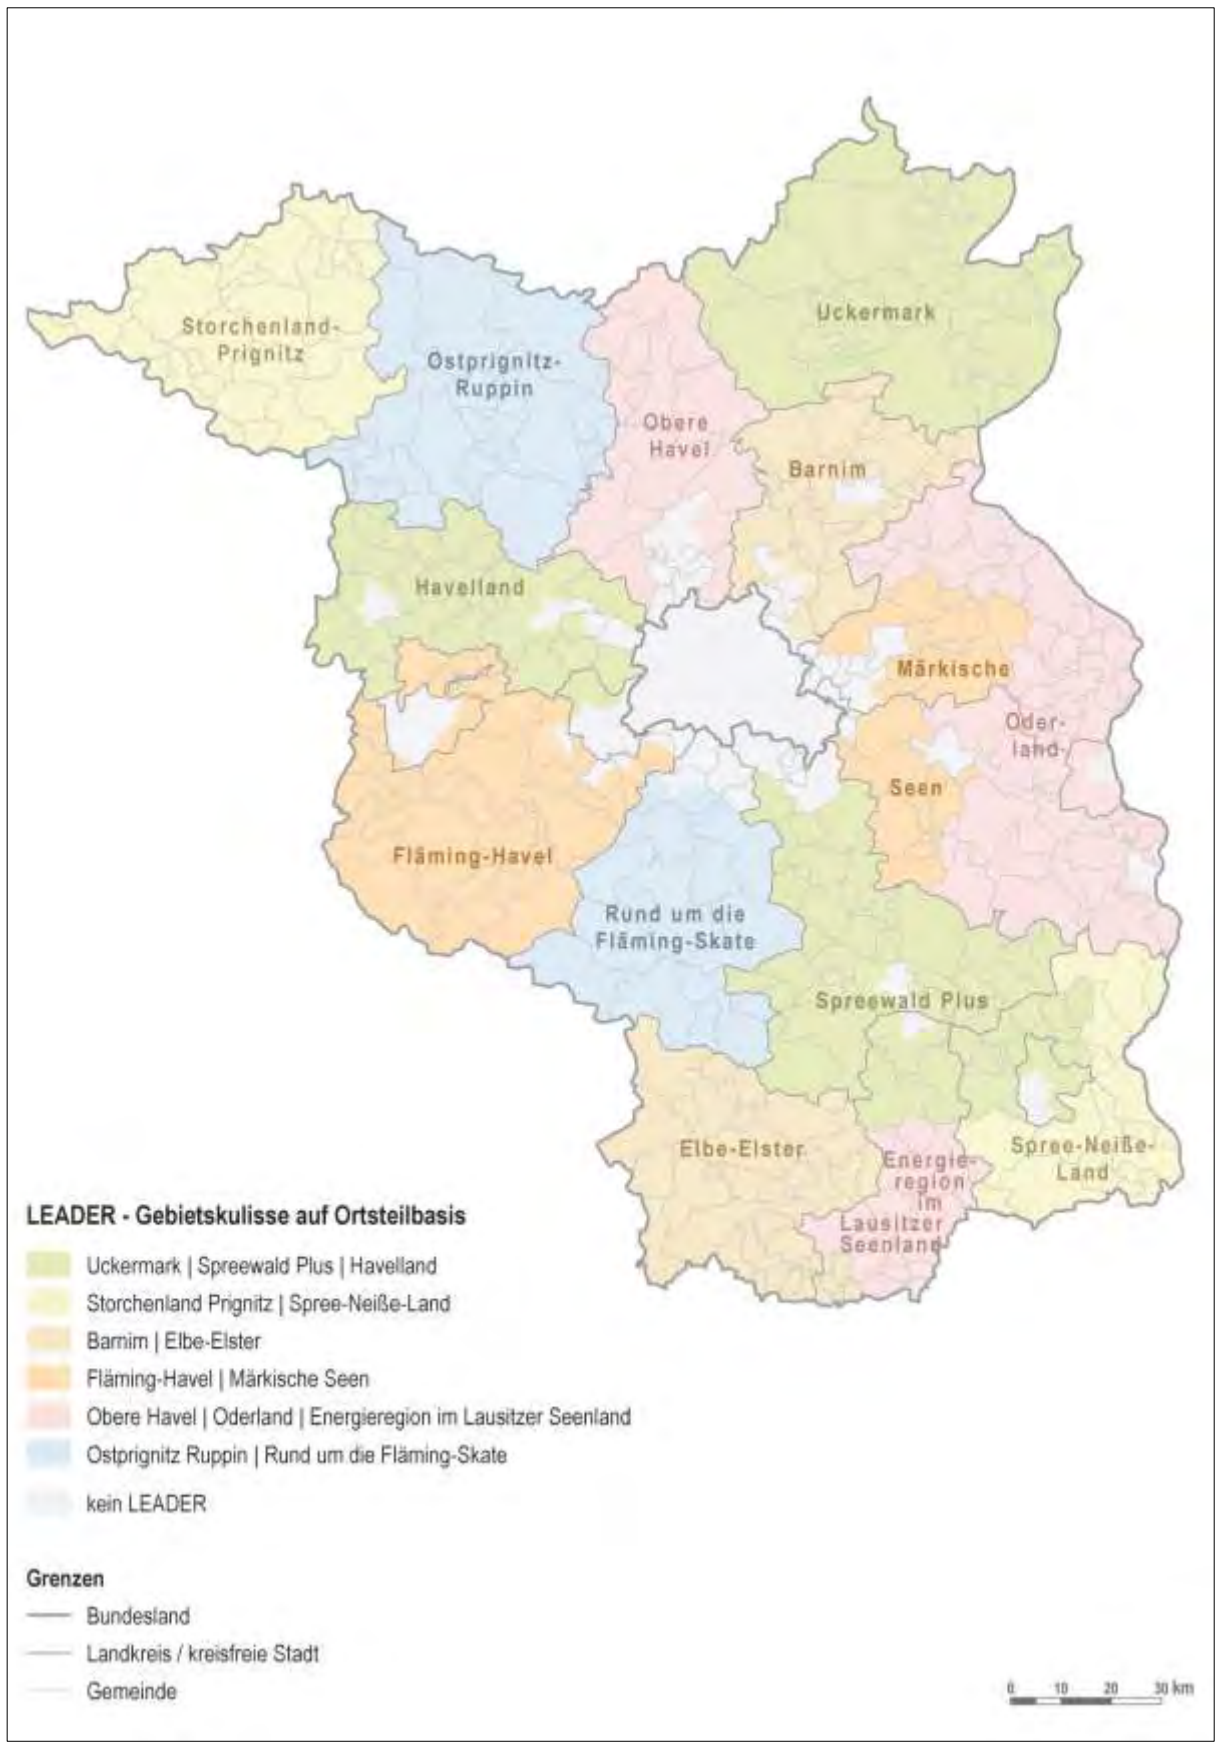 Uckermark
Storchenland-
Prignitz
Ostprignitz-
Ruppin
Obere
Havel
Barnim
Havelland
Märkische
Oder-
land
Seen
Fläming-Havel
Rund um die
Fläming-Skate
Spreewald Plus
Elbe-Elster
Energie-
region
im
Lausitzer
Seenland
Spree-Neiße-
Land
LEADER - Gebietskulisse auf Ortsteilbasis
Uckermark | Spreewald Plus | Havelland
Storchenland Prignitz | Spree-Neiße-Land
Barnim | Elbe-Elster
Fläming-Havel | Märkische Seen
Obere Havel | Oderland | Energieregion im Lausitzer Seenland
Ostprignitz Ruppin | Rund um die Fläming-Skate
kein LEADER
Grenzen
Bundesland
Landkreis / kreisfreie Stadt
Gemeinde
0 10 20 30 km